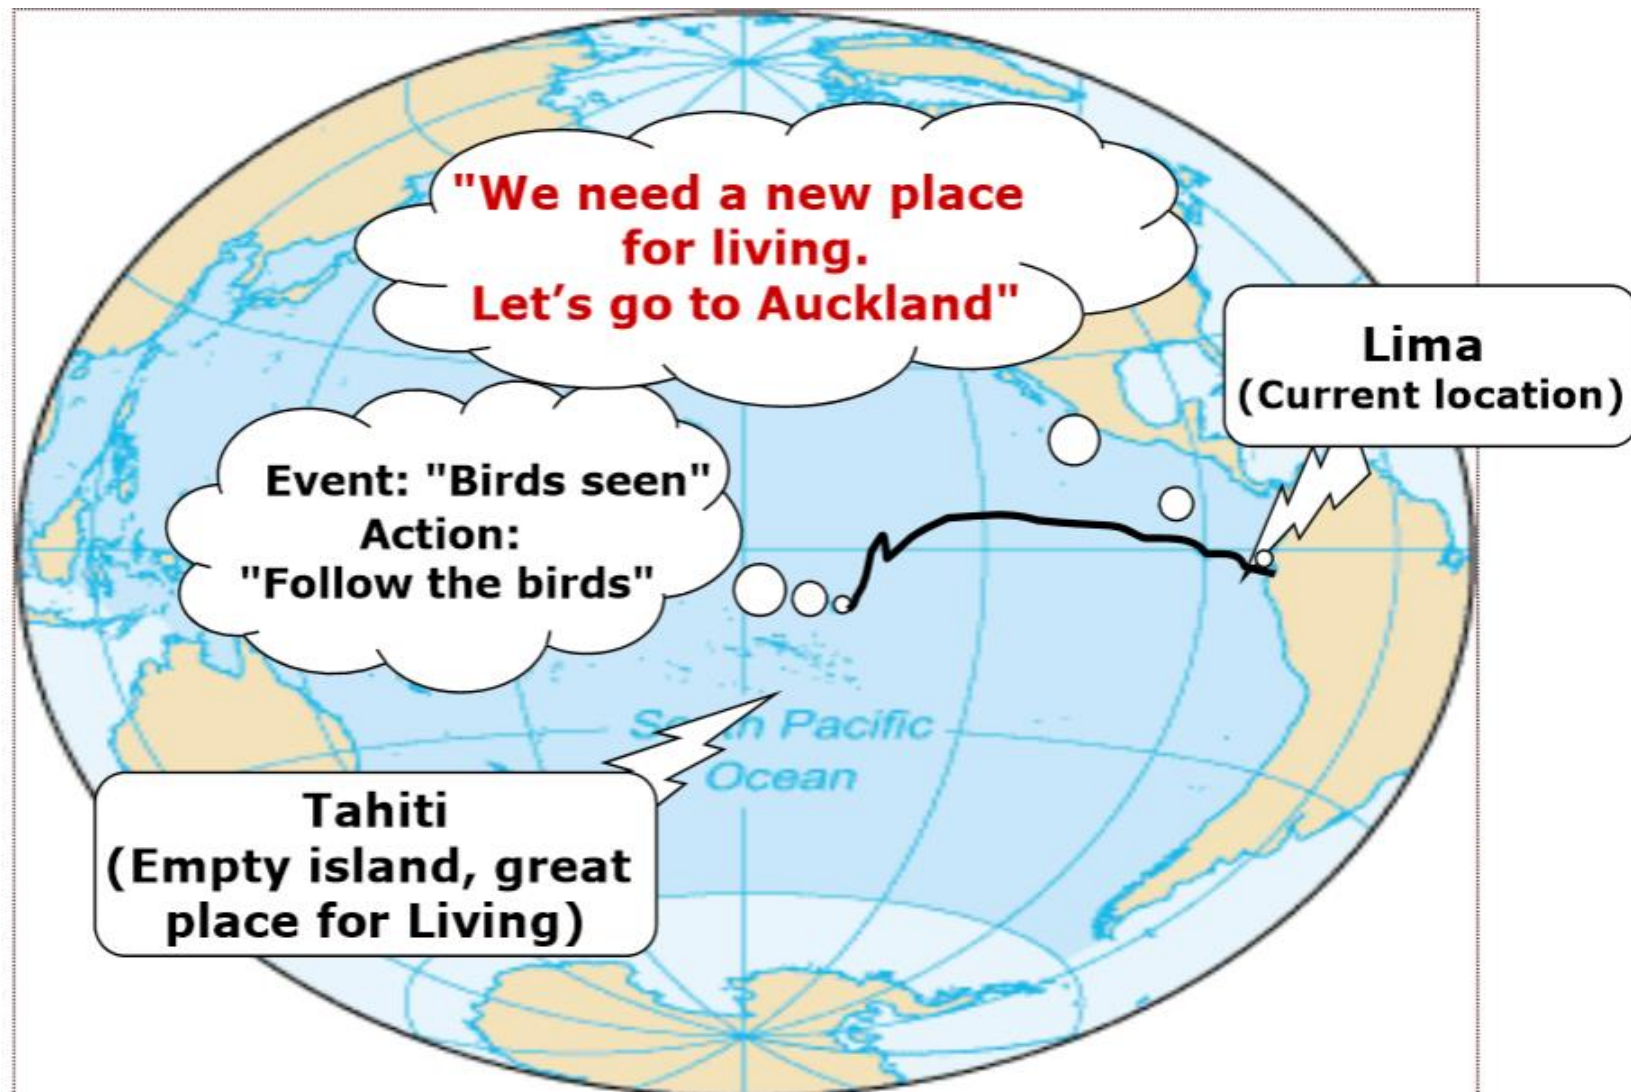 "We need a new place
for living.
Let’s go to Auckland"
Lima
(Current location)
Event: "Birds seen"
Action:
"Follow the birds"
South Pacific
Ocean
Tahiti
(Empty island, great
place for Living)